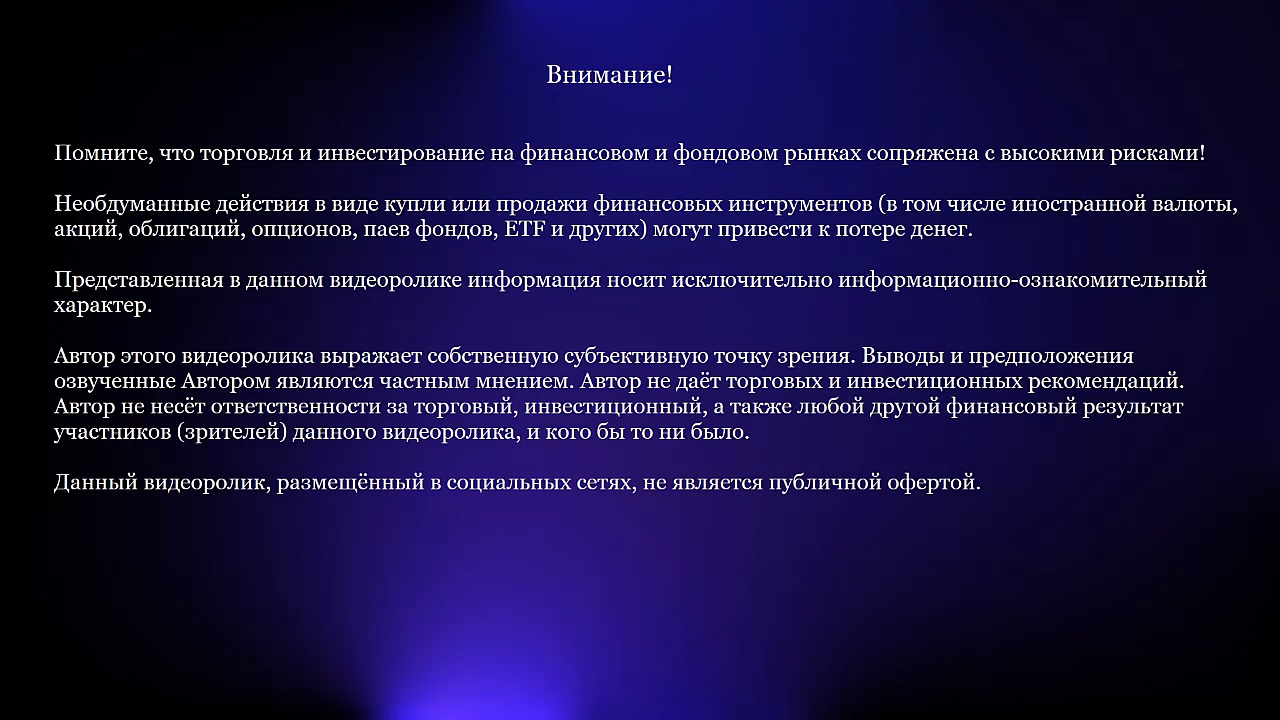 Внимание!
Помните, что торговля и инвестирование на финансовом и фондовом рынках сопряжена с высокими рисками!
Необдуманные действия в виде купли или продажи финансовых инструментов (в том числе иностранной валюты,
акций, облигаций, опционов, паев фондов, ETF и других) могут привести к потере денег.
Представленная в данном видеоролике информация носит исключительно информационно-ознакомительный
характер.
Автор этого видеоролика выражает собственную субъективную точку зрения. Выводы и предположения
озвученные Автором являются частным мнением. Автор не даёт торговых и инвестиционных рекомендаций.
Автор не несёт ответственности за торговый, инвестиционный, а также любой другой финансовый результат
участников (зрителей) данного видеоролика, и кого бы то ни было.
Данный видеоролик, размещённый в социальных сетях, не является публичной офертой.